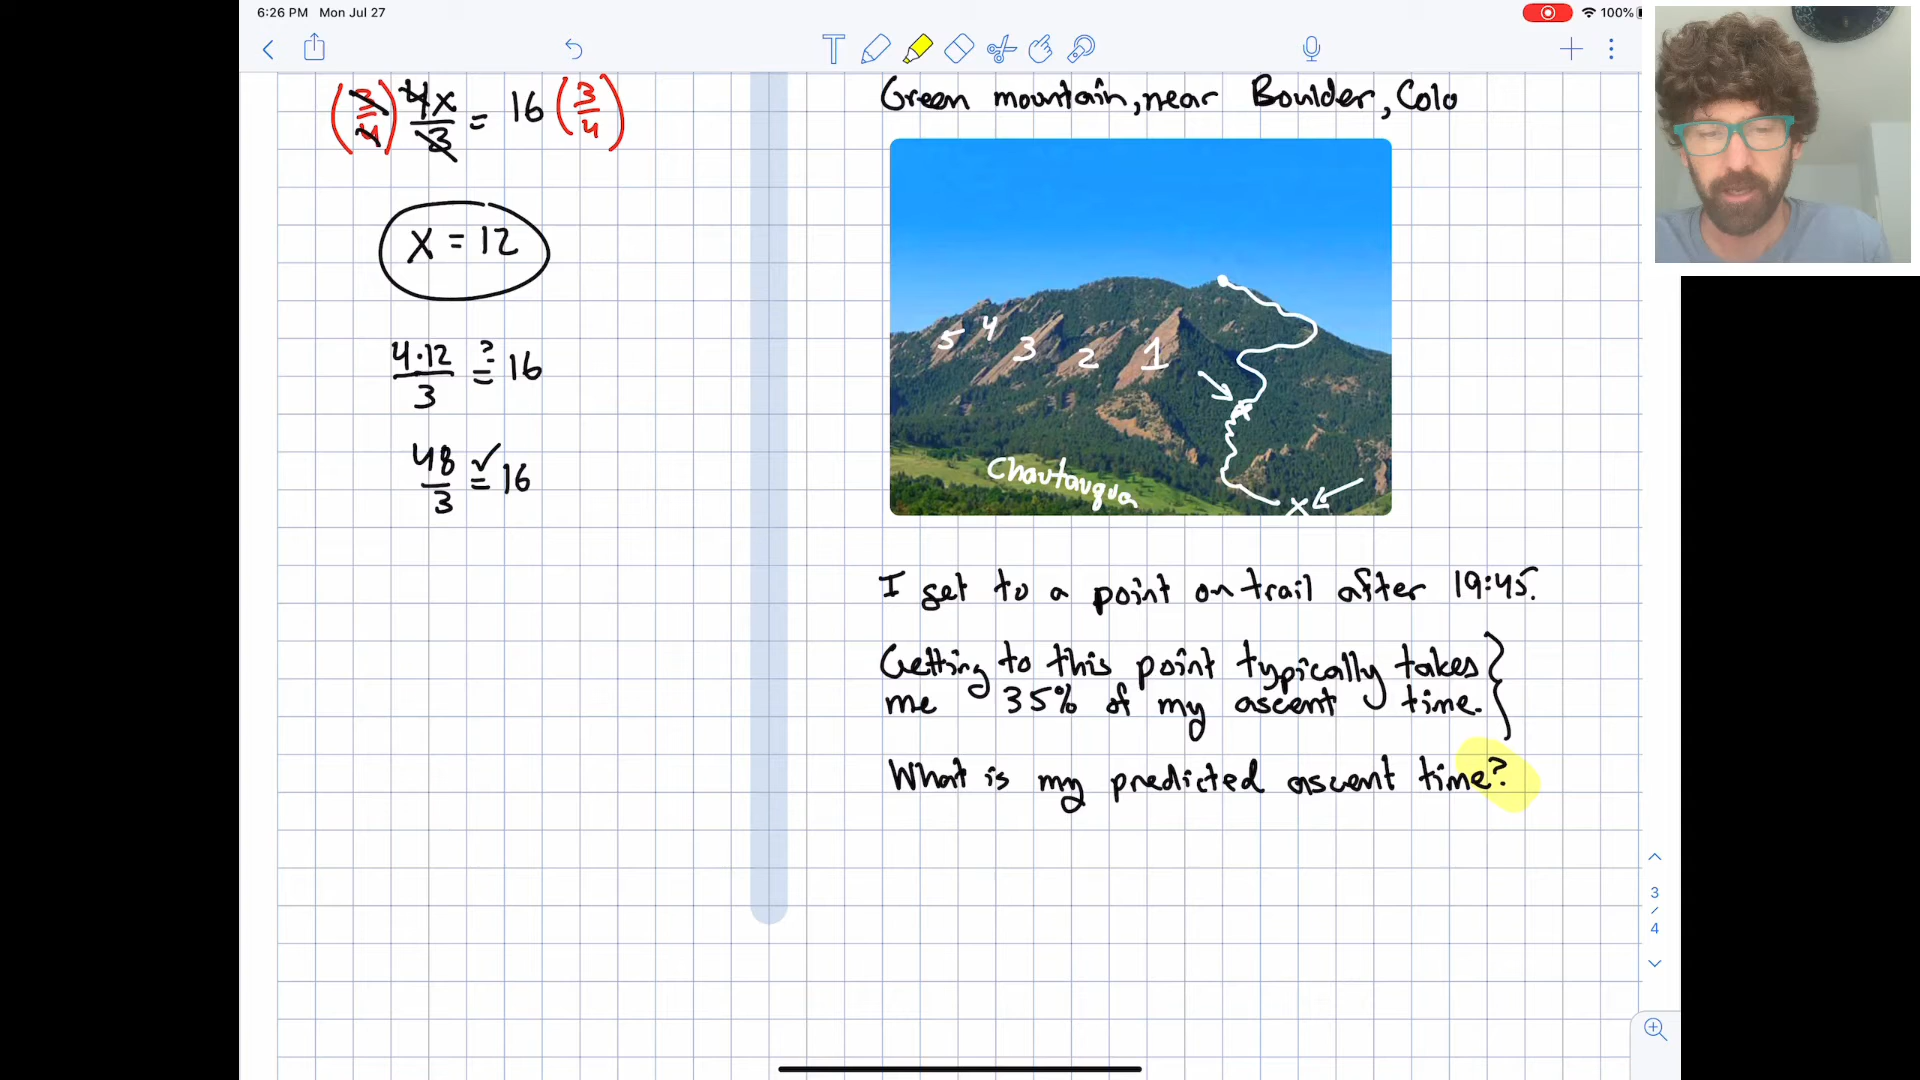 6:26 PM Mon Jul 27
100%
T
(3/4) 4x/3 = 16 (3/4)
x = 12
4·12/3 ?= 16
48/3 =✓ 16
Green mountain, near Boulder, Colo
5 4 3 2 1
x
Chautauqua
x
I get to a point on trail after 19:45.
Getting to this point typically takes
me 35% of my ascent time.
What is my predicted ascent time?
3
/
4